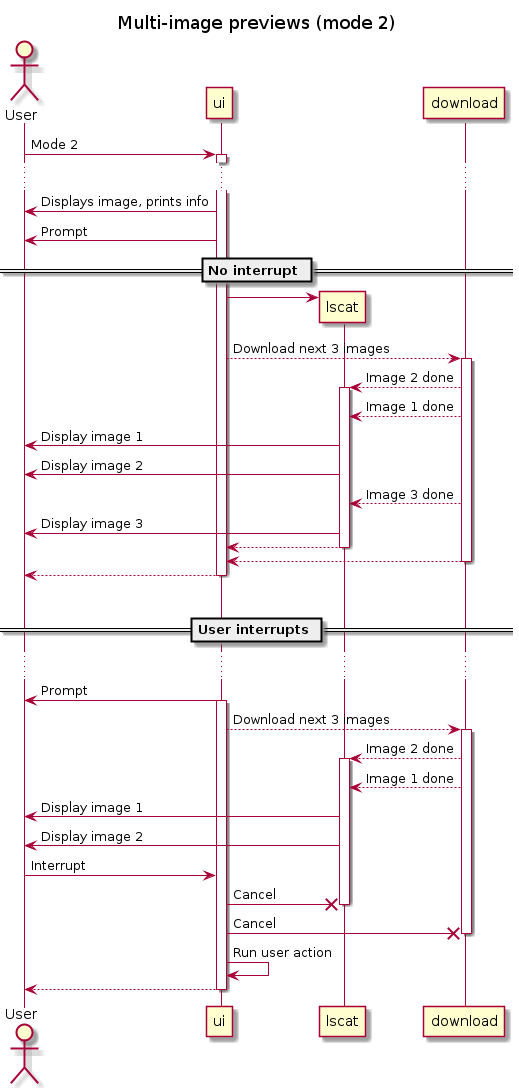 Multi-image previews (mode 2)
User
ui
download
Mode 2
Displays image, prints info
Prompt
No interrupt
lscat
Download next 3 images
Image 2 done
Image 1 done
Display image 1
Display image 2
Image 3 done
Display image 3
User interrupts
Prompt
Download next 3 images
Image 2 done
Image 1 done
Display image 1
Display image 2
Interrupt
Cancel
Cancel
Run user action
User
ui
lscat
download